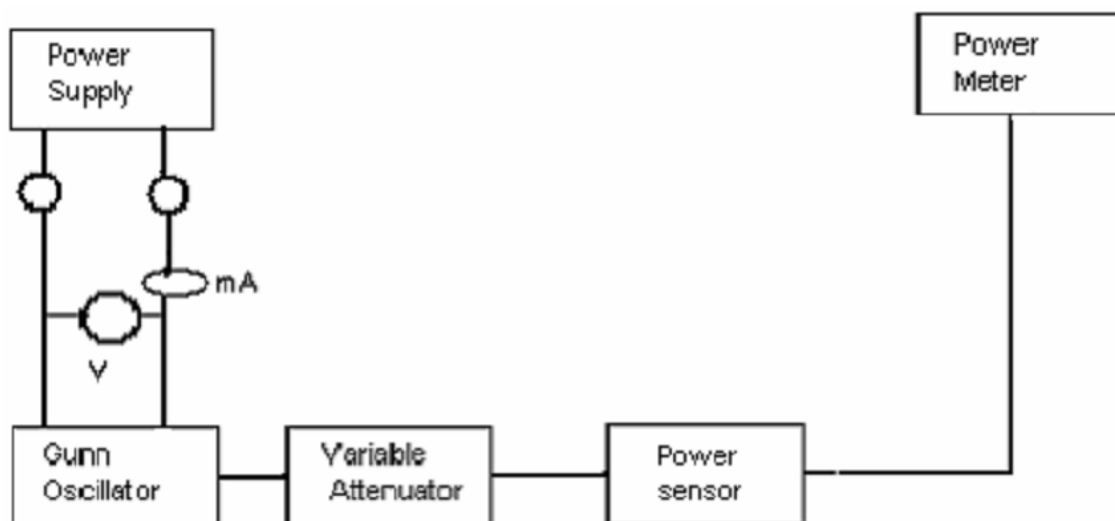 Power
Supply
Power
Meter
mA
V
Gunn
Oscillator
Variable
Attenuator
Power
sensor